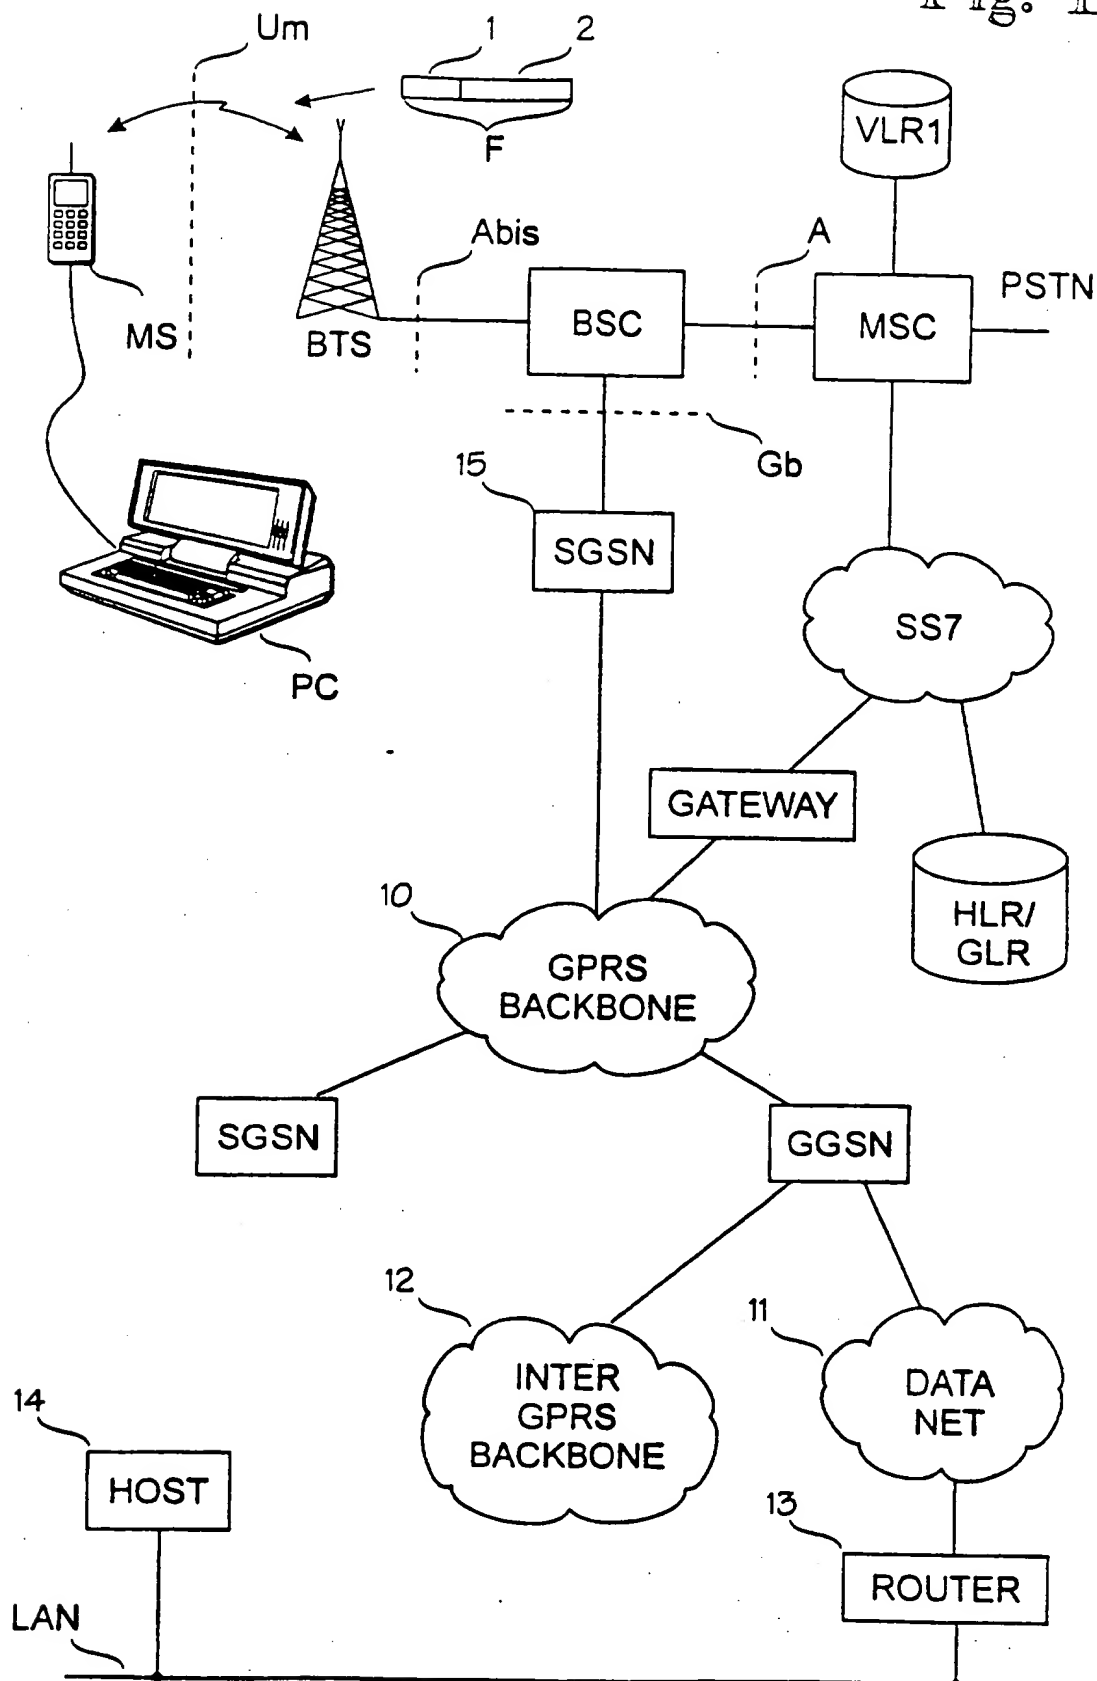 Fig. 1
Um
1
2
F
VLR1
Abis
A
PSTN
MS
BTS
BSC
MSC
Gb
15
SGSN
SS7
PC
GATEWAY
10
HLR/
GLR
GPRS
BACKBONE
SGSN
GGSN
12
11
INTER
GPRS
BACKBONE
DATA
NET
14
HOST
13
ROUTER
LAN